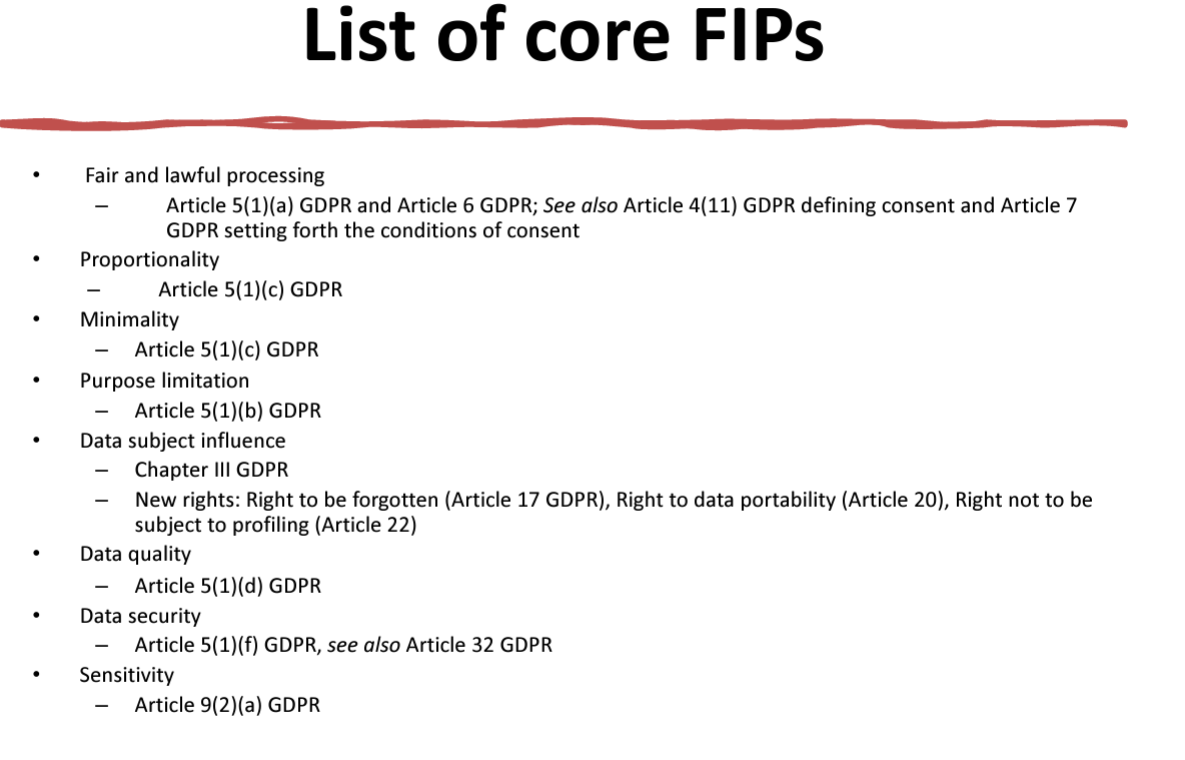 List of core FIPs
• Fair and lawful processing
– Article 5(1)(a) GDPR and Article 6 GDPR; See also Article 4(11) GDPR defining consent and Article 7
GDPR setting forth the conditions of consent
• Proportionality
– Article 5(1)(c) GDPR
• Minimality
– Article 5(1)(c) GDPR
• Purpose limitation
– Article 5(1)(b) GDPR
• Data subject influence
– Chapter III GDPR
– New rights: Right to be forgotten (Article 17 GDPR), Right to data portability (Article 20), Right not to be
subject to profiling (Article 22)
• Data quality
– Article 5(1)(d) GDPR
• Data security
– Article 5(1)(f) GDPR, see also Article 32 GDPR
• Sensitivity
– Article 9(2)(a) GDPR